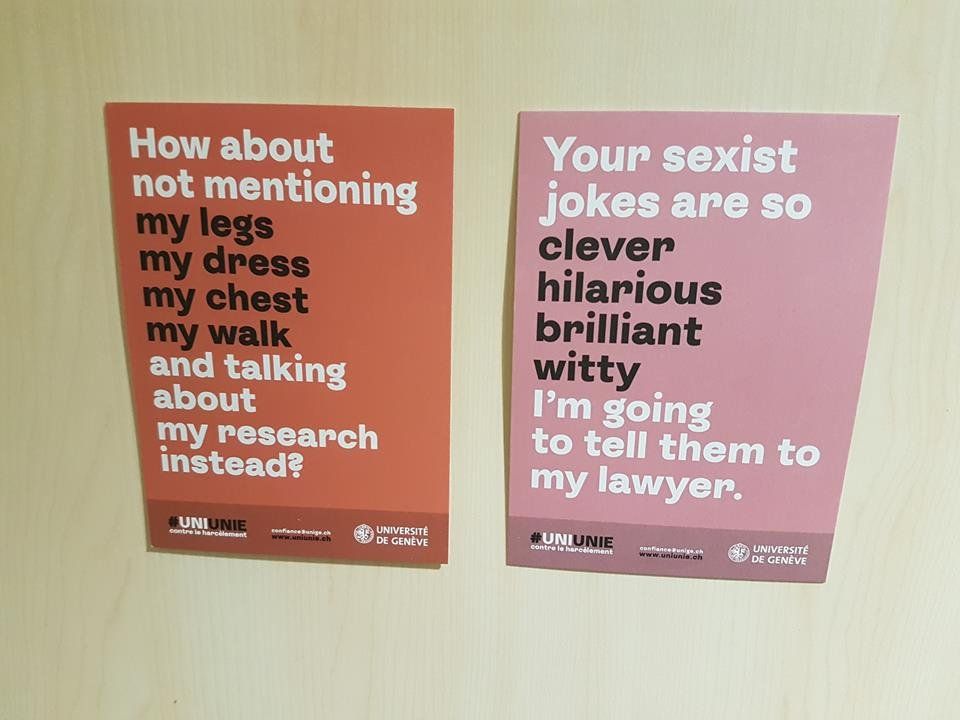 How about
not mentioning
my legs
my dress
my chest
my walk
and talking
about
my research
instead?
#UNIUNIE
contre le harcèlement
confiance@unige.ch
www.uniunie.ch
UNIVERSITÉ
DE GENÈVE
Your sexist
jokes are so
clever
hilarious
brilliant
witty
I'm going
to tell them to
my lawyer.
#UNIUNIE
contre le harcèlement
confiance@unige.ch
www.uniunie.ch
UNIVERSITÉ
DE GENÈVE